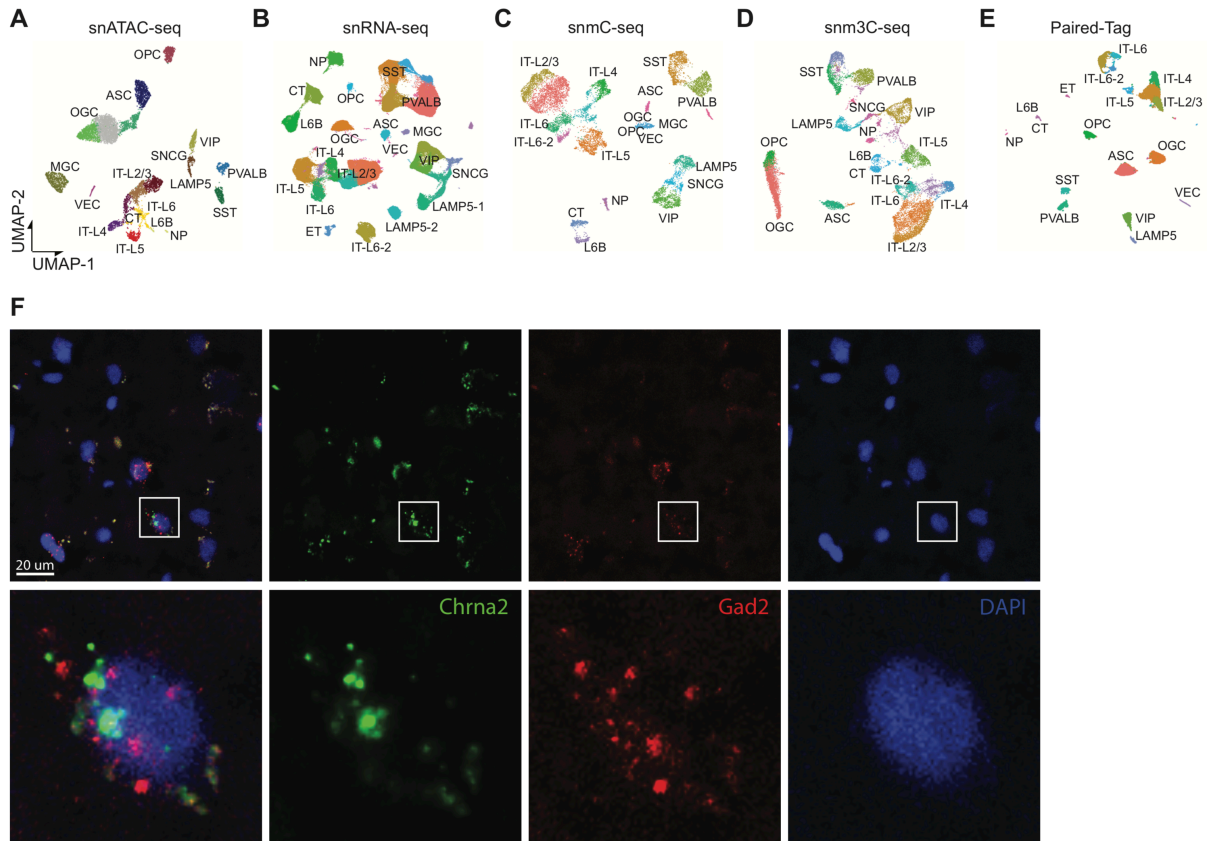 A
snATAC-seq
OPC
ASC
OGC
VIP
SNCG
MGC
IT-L2/3
PVALB
LAMP5
VEC
IT-L6
CT
L6B
SST
IT-L4
NP
IT-L5
UMAP-2
UMAP-1
B
snRNA-seq
NP
SST
CT
OPC
PVALB
L6B
ASC
MGC
OGC
VEC
IT-L4
VIP
IT-L2/3
SNCG
IT-L5
IT-L6
LAMP5-1
LAMP5-2
ET
IT-L6-2
C
snmC-seq
SST
IT-L2/3
IT-L4
ASC
PVALB
OGC
IT-L6
OPC
MGC
IT-L6-2
VEC
IT-L5
LAMP5
SNCG
NP
CT
VIP
L6B
D
snm3C-seq
SST
PVALB
SNCG
VIP
LAMP5
NP
IT-L5
OPC
L6B
CT
IT-L6-2
IT-L6
ASC
IT-L4
OGC
IT-L2/3
E
Paired-Tag
IT-L6
IT-L6-2
IT-L4
ET
IT-L5
IT-L2/3
L6B
CT
OPC
NP
OGC
ASC
SST
VEC
PVALB
VIP
LAMP5
F
20 um
Chrna2
Gad2
DAPI